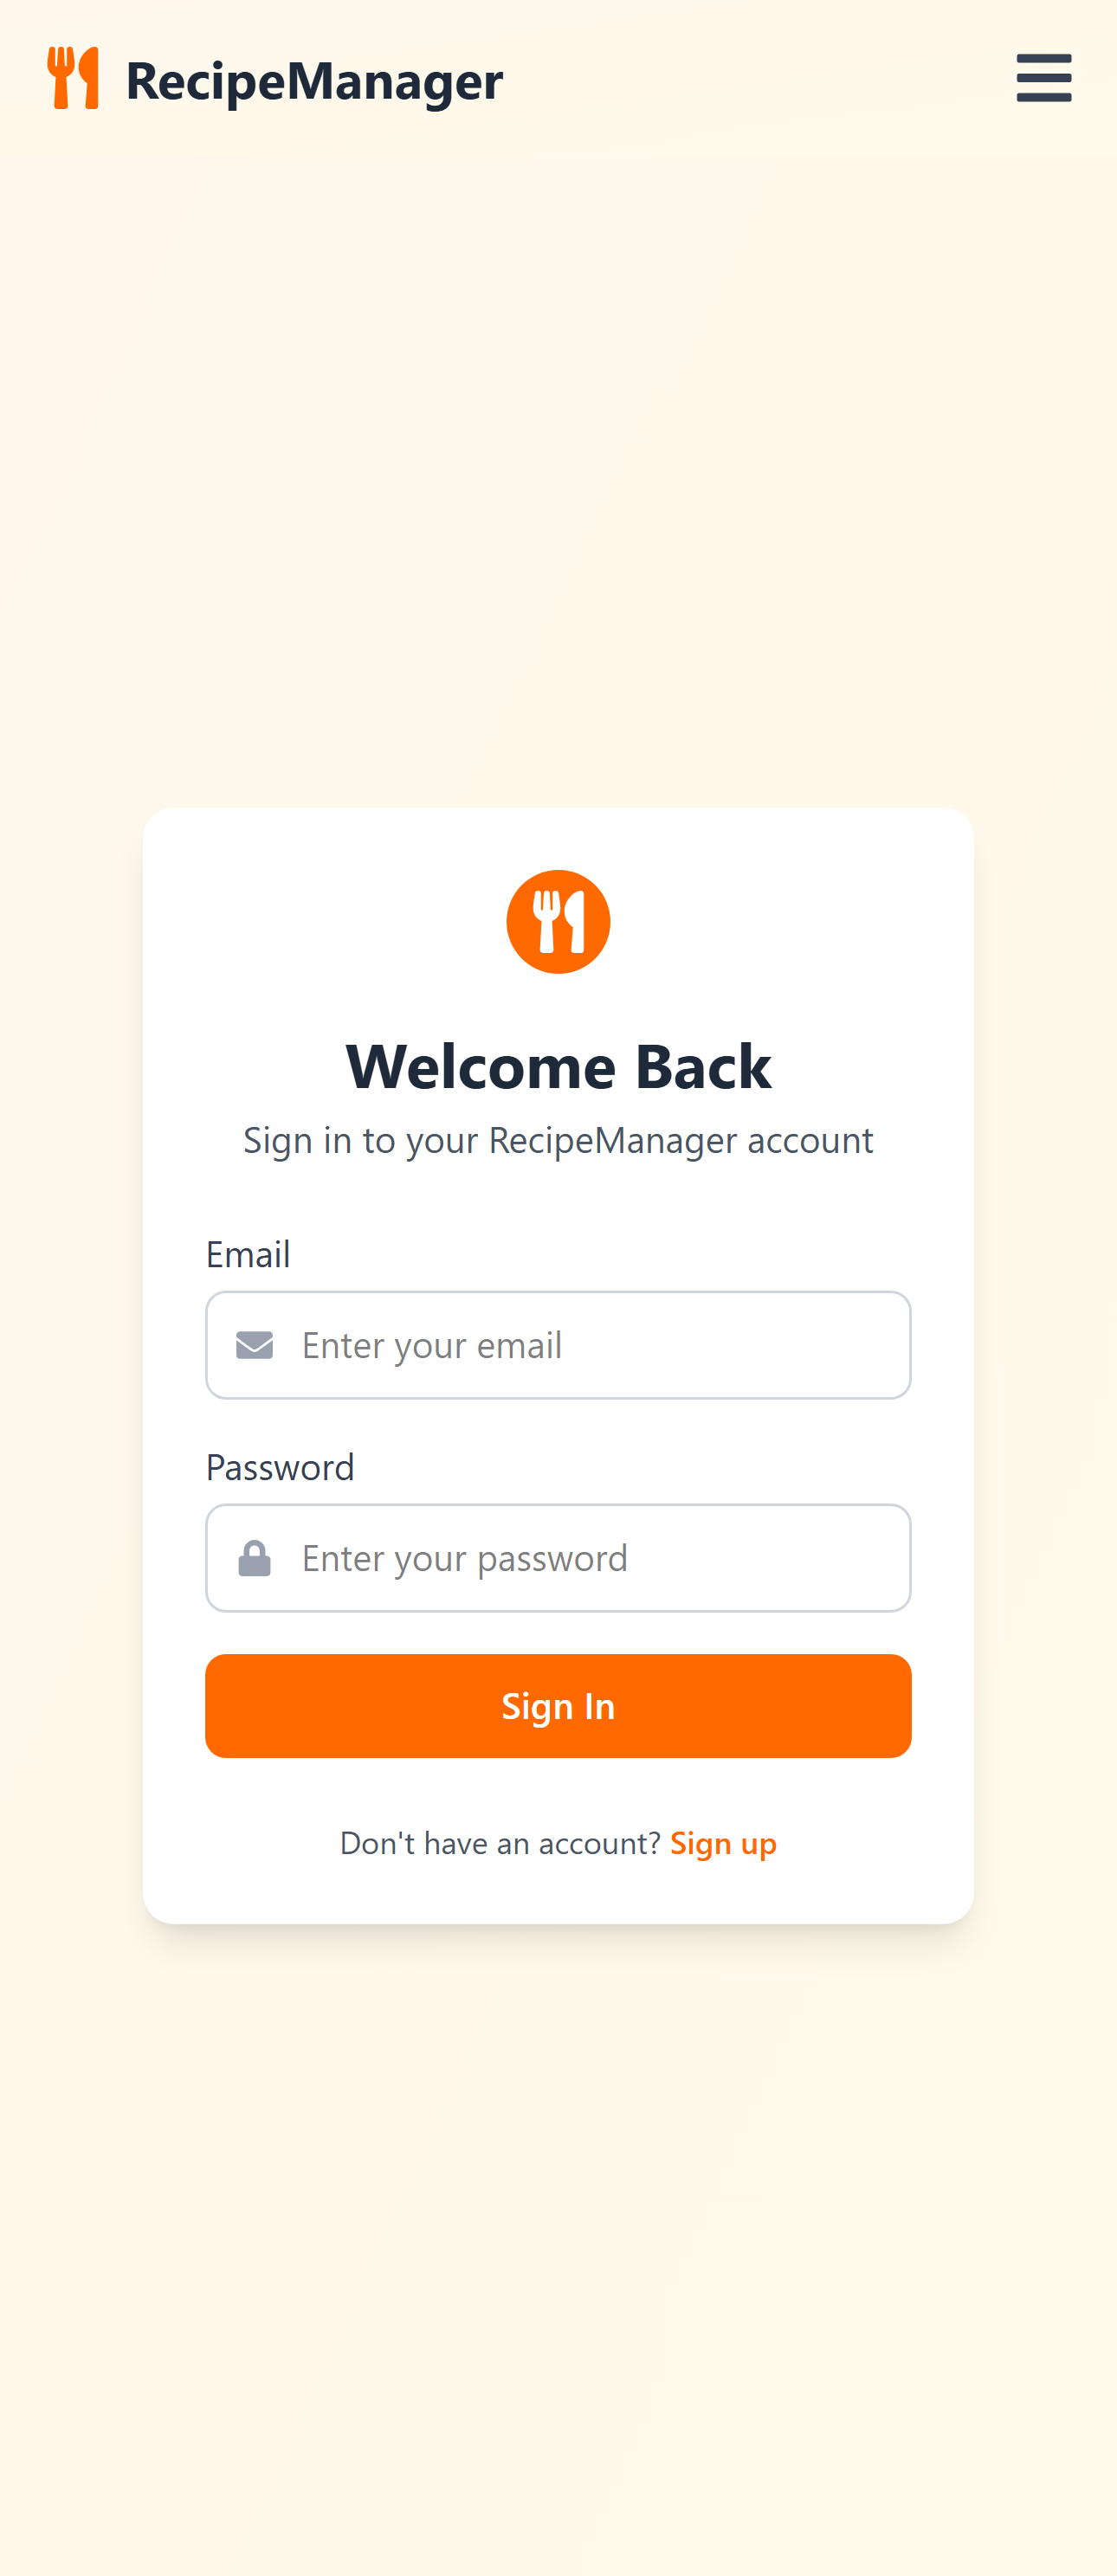 RecipeManager
Welcome Back
Sign in to your RecipeManager account
Email
Enter your email
Password
Enter your password
Sign In
Don't have an account? Sign up